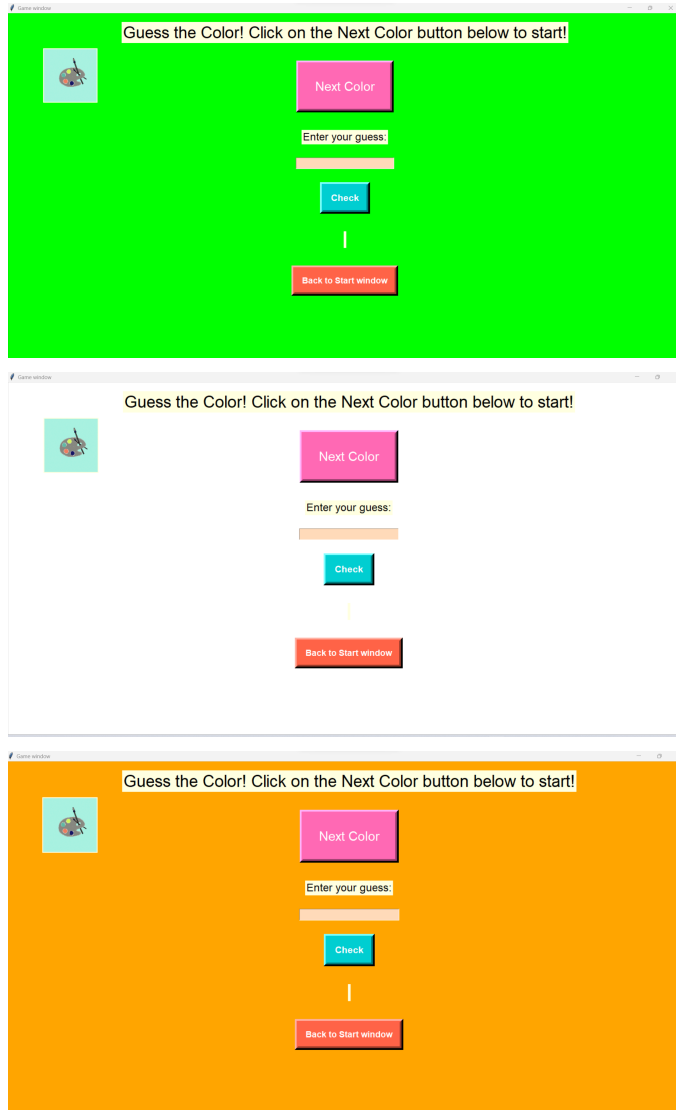 Game window
Guess the Color! Click on the Next Color button below to start!
Next Color
Enter your guess:
Check
Back to Start window
Game window
Guess the Color! Click on the Next Color button below to start!
Next Color
Enter your guess:
Check
Back to Start window
Game window
Guess the Color! Click on the Next Color button below to start!
Next Color
Enter your guess:
Check
Back to Start window